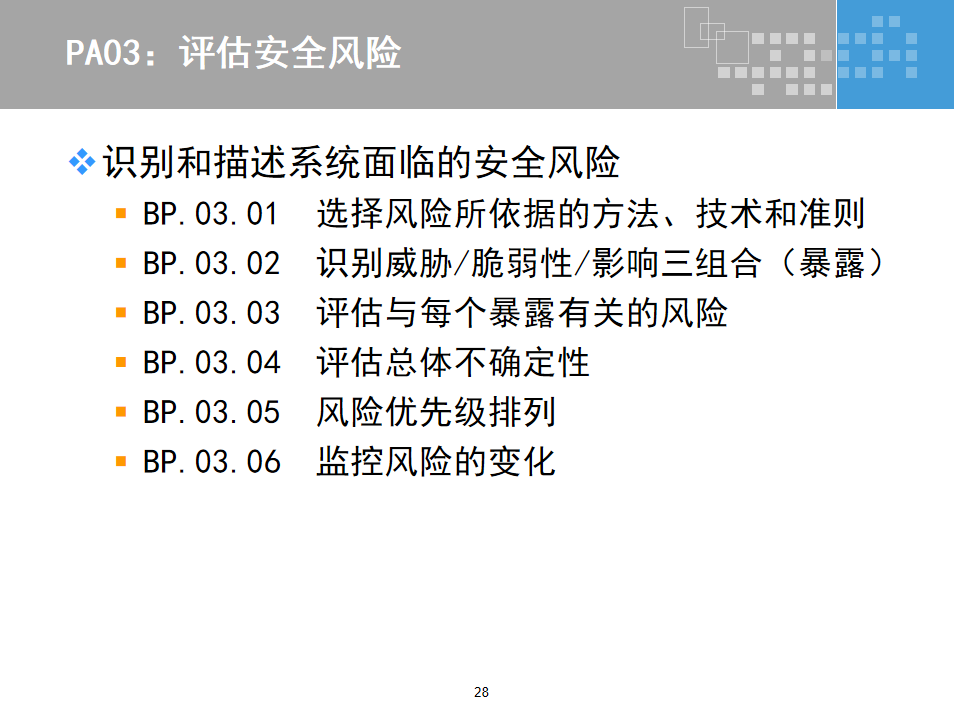 PA03：评估安全风险
识别和描述系统面临的安全风险
BP.03.01 选择风险所依据的方法、技术和准则
BP.03.02 识别威胁/脆弱性/影响三组合（暴露）
BP.03.03 评估与每个暴露有关的风险
BP.03.04 评估总体不确定性
BP.03.05 风险优先级排列
BP.03.06 监控风险的变化
28